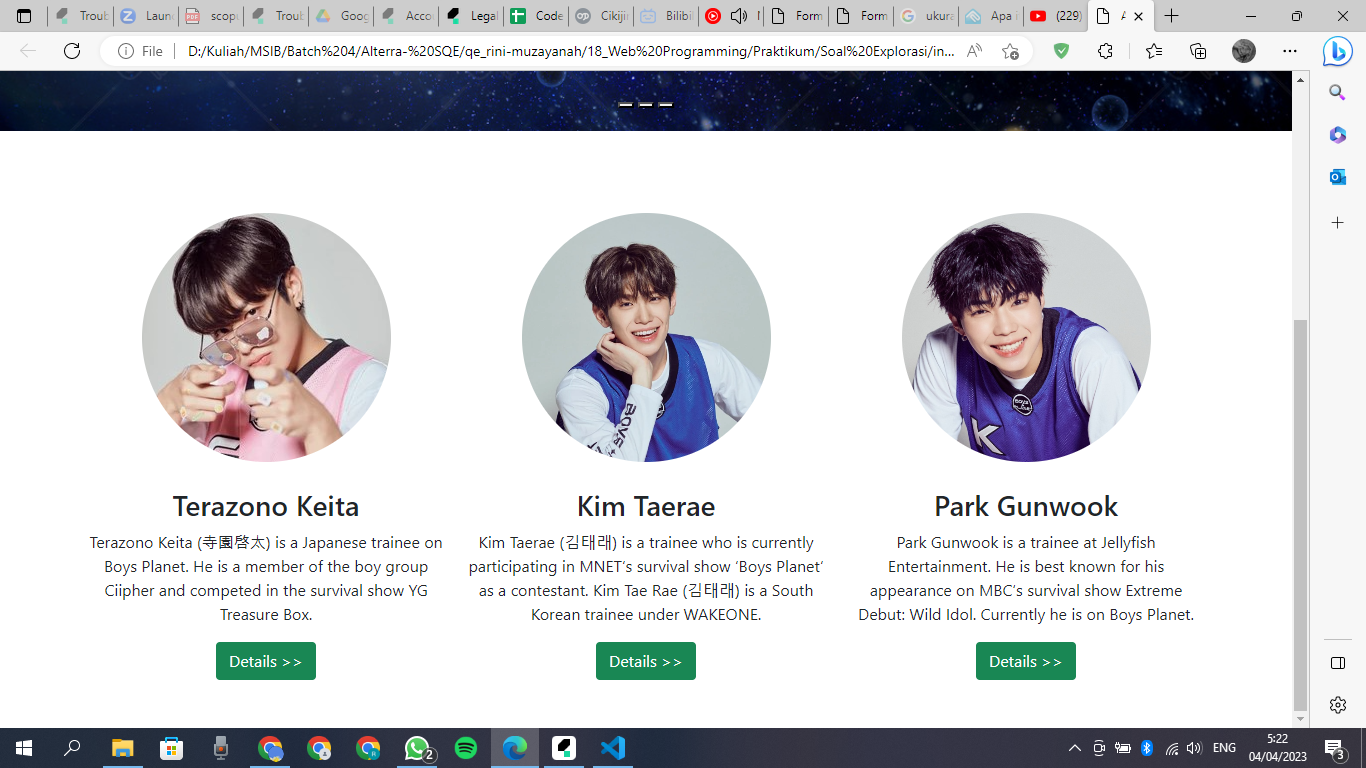 Troub
Launc
scopu
Troub
Goog
Acco
Legal
Code
Cikijin
Bilibil
Form
Form
ukura
Apa i
(229)
File
D:/Kuliah/MSIB/Batch%204/Alterra-%20SQE/qe_rini-muzayanah/18_Web%20Programming/Praktikum/Soal%20Explorasi/in...
Terazono Keita
Terazono Keita (寺園啓太) is a Japanese trainee on
Boys Planet. He is a member of the boy group
Ciipher and competed in the survival show YG
Treasure Box.
Details >>
Kim Taerae
Kim Taerae (김태래) is a trainee who is currently
participating in MNET’s survival show ‘Boys Planet’
as a contestant. Kim Tae Rae (김태래) is a South
Korean trainee under WAKEONE.
Details >>
Park Gunwook
Park Gunwook is a trainee at Jellyfish
Entertainment. He is best known for his
appearance on MBC’s survival show Extreme
Debut: Wild Idol. Currently he is on Boys Planet.
Details >>
2
ENG
5:22
04/04/2023
3